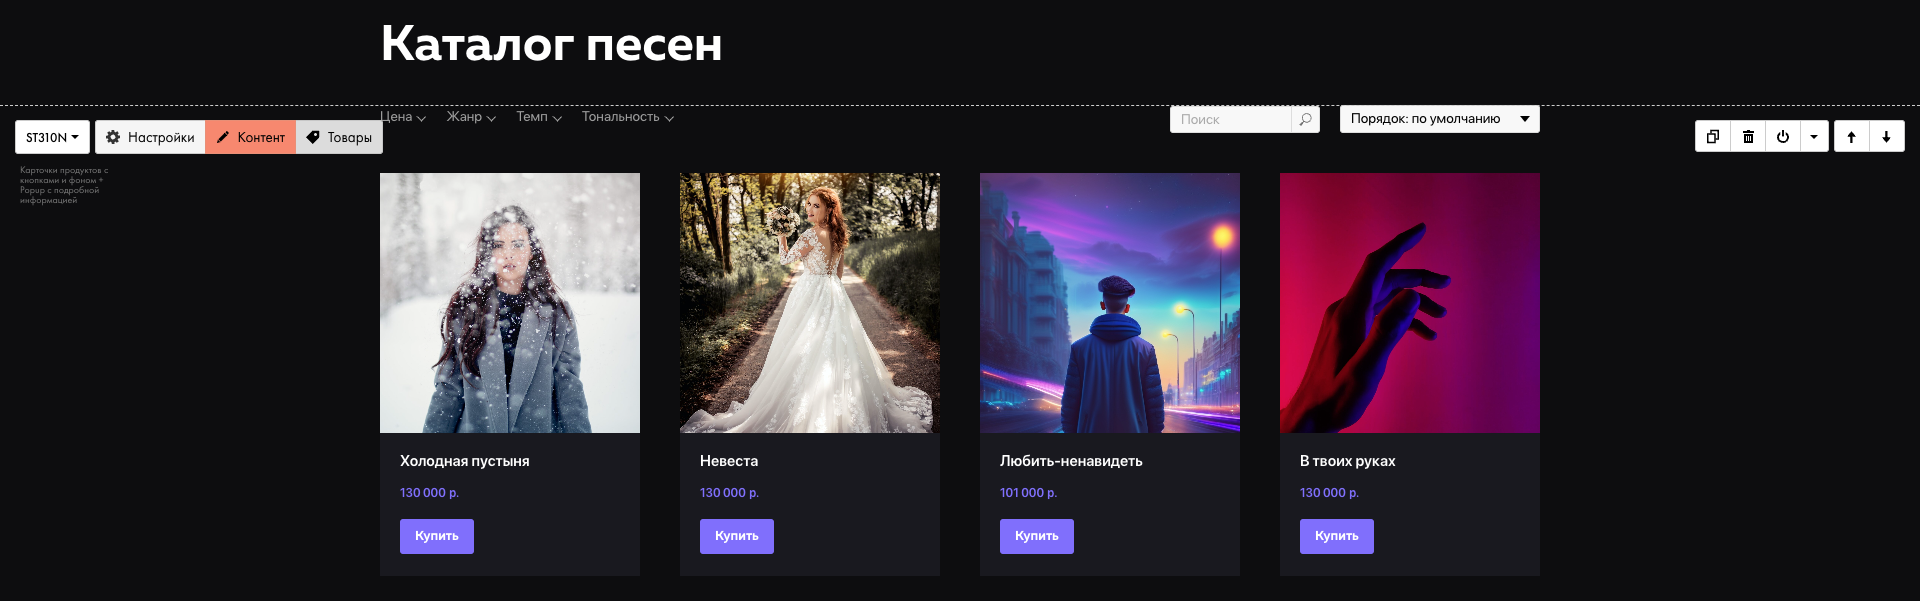 Каталог песен
Цена Жанр Темп Тональность
Поиск
Порядок: по умолчанию
ST310N Настройки Контент Товары
Карточки продуктов с
кнопками и фоном +
Popup с подробной
информацией
Холодная пустыня
130 000 р.
Купить
Невеста
130 000 р.
Купить
Любить-ненавидеть
101 000 р.
Купить
В твоих руках
130 000 р.
Купить